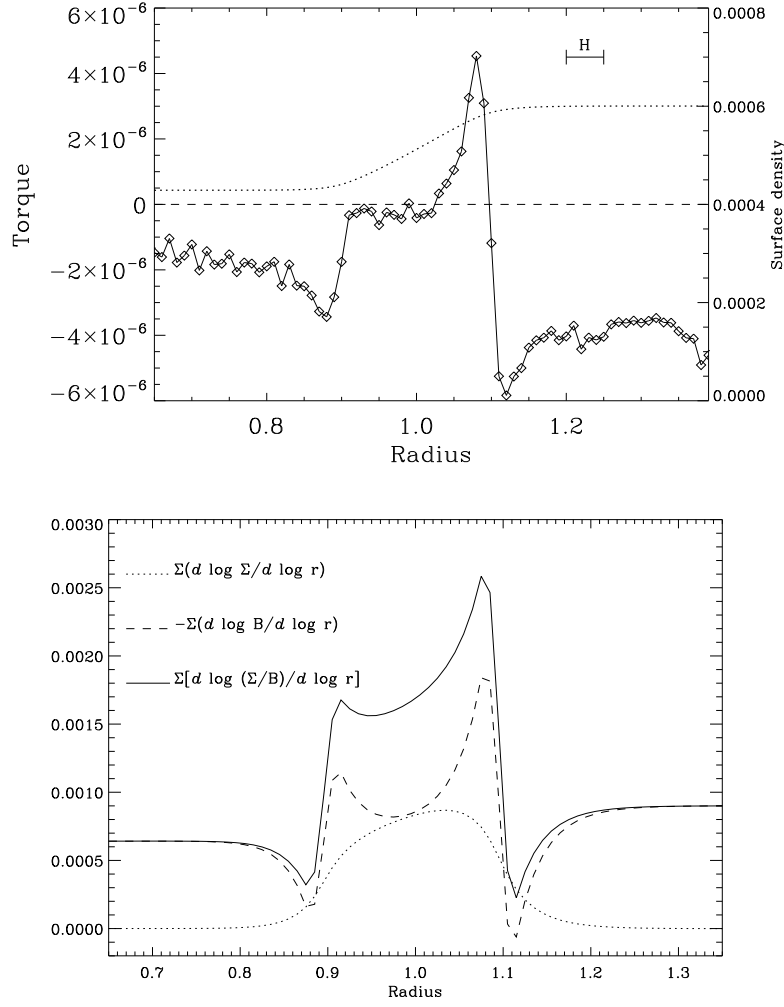 6×10⁻⁶
4×10⁻⁶
2×10⁻⁶
0
−2×10⁻⁶
−4×10⁻⁶
−6×10⁻⁶
Torque
H
0.0008
0.0006
0.0004
0.0002
0.0000
Surface density
0.8 1.0 1.2
Radius
0.0030
0.0025
0.0020
0.0015
0.0010
0.0005
0.0000
Σ(d log Σ/d log r)
−Σ(d log B/d log r)
Σ[d log (Σ/B)/d log r]
0.7 0.8 0.9 1.0 1.1 1.2 1.3
Radius